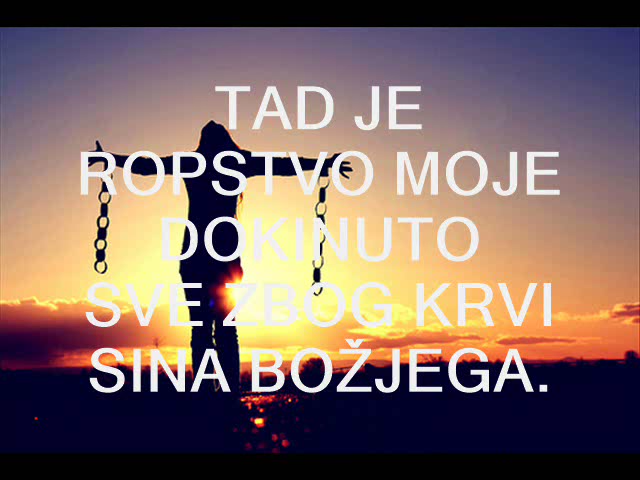 TAD JE
ROPSTVO MOJE
DOKINUTO
SVE ZBOG KRVI
SINA BOŽJEGA.